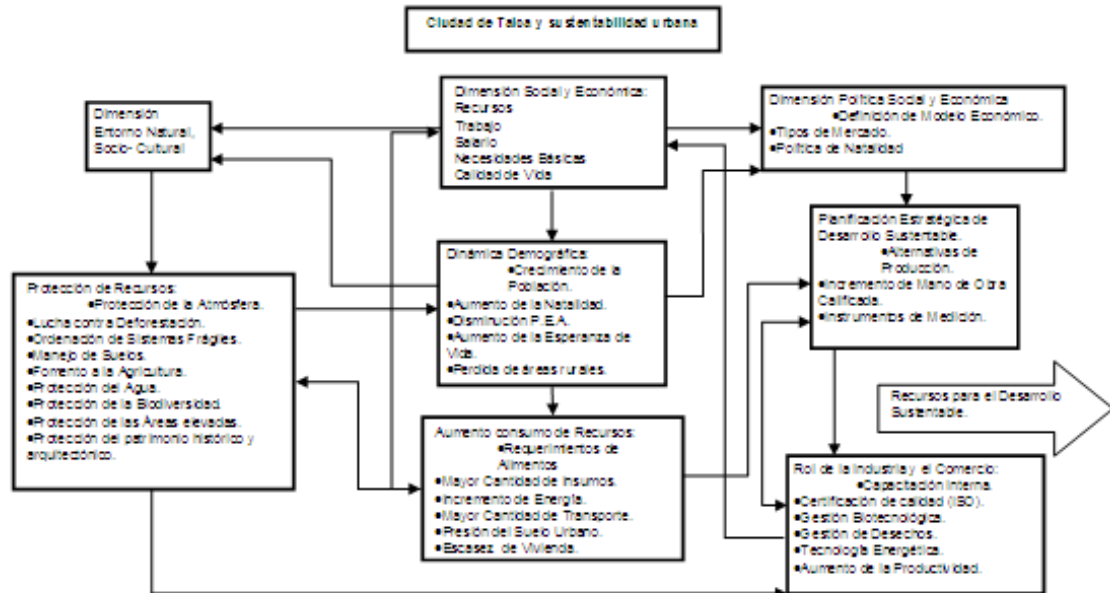 Ciudad de Talca y sustentabilidad urbana
Dimensión
Entorno Natural,
Socio- Cultural
Dimensión Social y Económica:
Recursos
Trabajo
Salario
Necesidades Básicas
Calidad de Vida
Dimensión Política Social y Económica
●Definición de Modelo Económico.
●Tipos de Mercado.
●Política de Natalidad
Planificación Estratégica de
Desarrollo Sustentable.
●Alternativas de
Producción.
●Incremento de Mano de Obra
Calificada.
●Instrumentos de Medición.
Dinámica Demográfica:
●Crecimiento de la
Población.
●Aumento de la Natalidad.
●Disminución P.E.A.
●Aumento de la Esperanza de
Vida.
●Perdida de áreas rurales.
Protección de Recursos:
●Protección de la Atmósfera.
●Lucha contra Deforestación.
●Ordenación de Sistemas Frágiles.
●Manejo de Suelos.
●Fomento a la Agricultura.
●Protección del Agua.
●Protección de la Biodiversidad.
●Protección de las Áreas elevadas.
●Protección del patrimonio histórico y
arquitectónico.
Recursos para el Desarrollo
Sustentable.
Aumento consumo de Recursos:
●Requerimientos de
Alimentos
●Mayor Cantidad de Insumos.
●Incremento de Energía.
●Mayor Cantidad de Transporte.
●Presión del Suelo Urbano.
●Escasez de Vivienda.
Rol de la Industria y el Comercio:
●Capacitación Interna.
●Certificación de calidad (ISO).
●Gestión Biotecnológica.
●Gestión de Desechos.
●Tecnología Energética.
●Aumento de la Productividad.